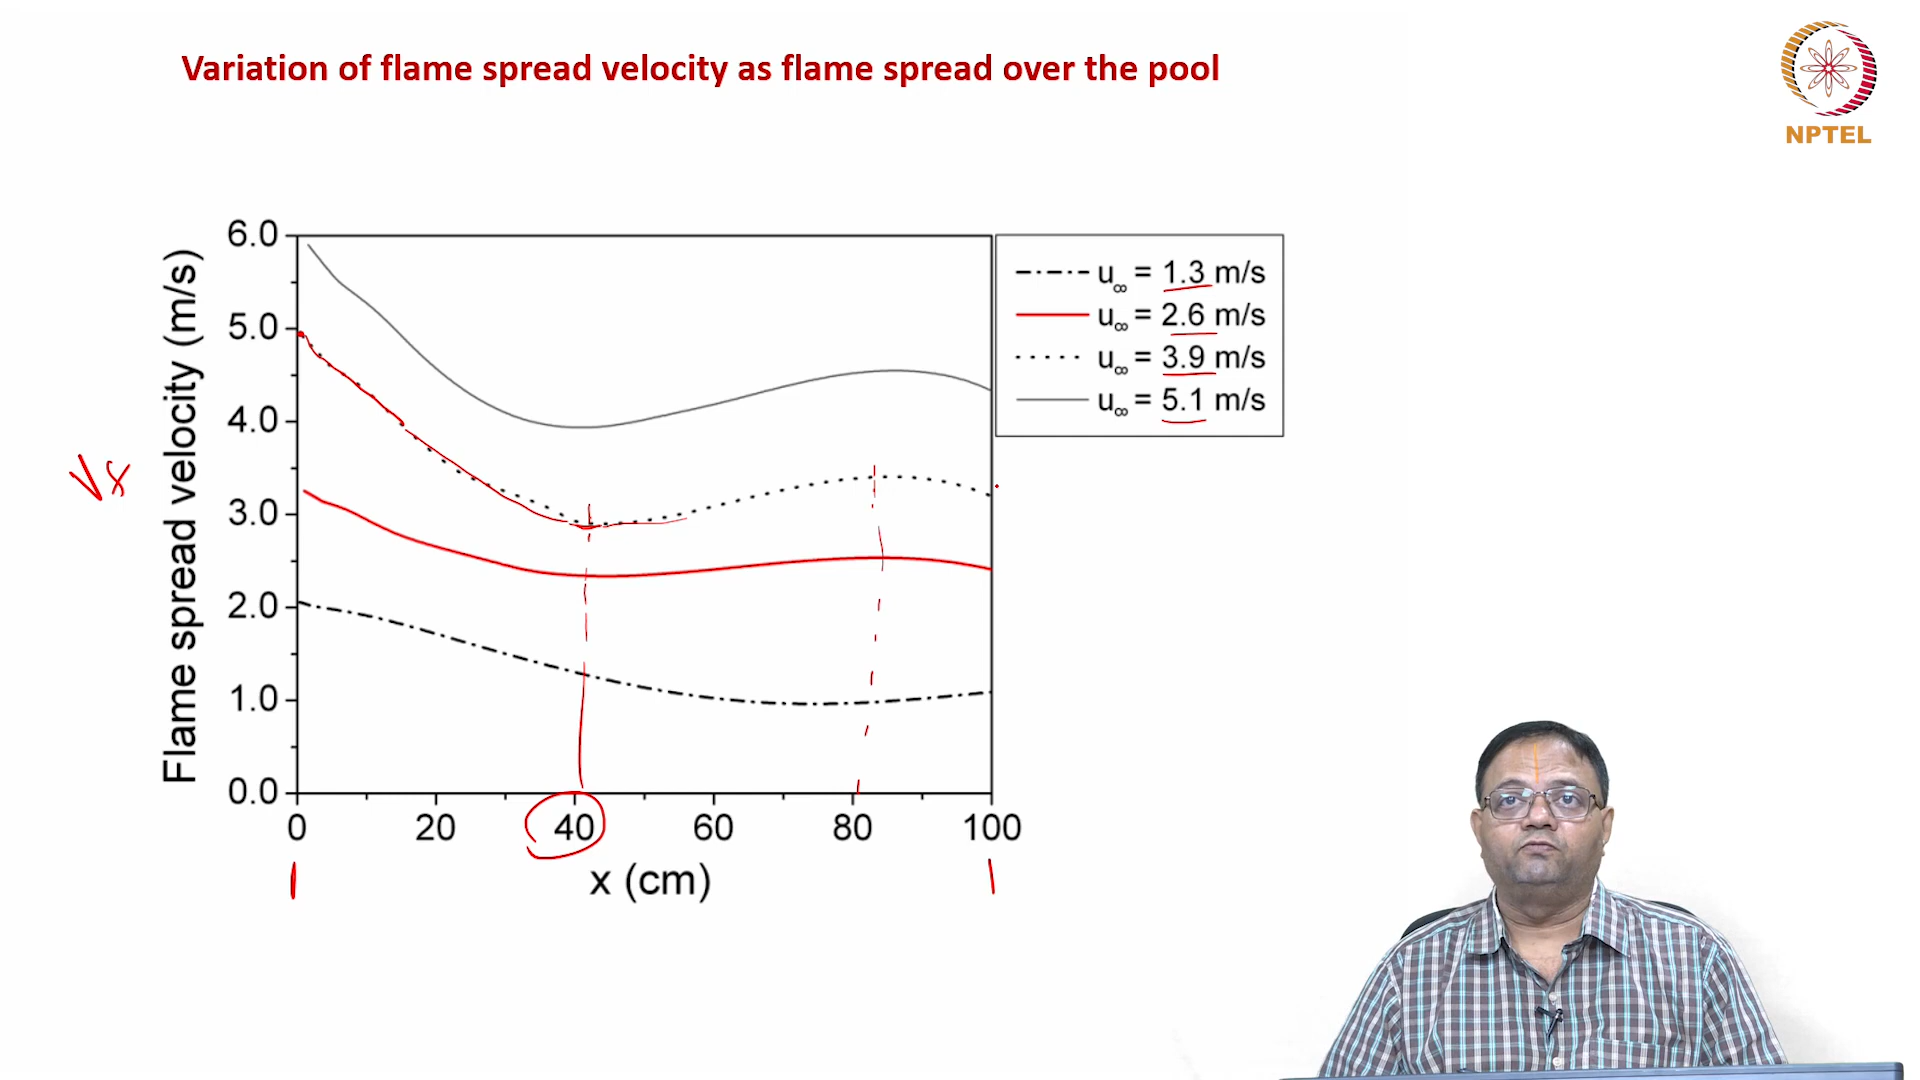 Variation of flame spread velocity as flame spread over the pool
NPTEL
Flame spread velocity (m/s)
6.0
5.0
4.0
3.0
2.0
1.0
0.0
0 20 40 60 80 100
x (cm)
u∞ = 1.3 m/s
u∞ = 2.6 m/s
u∞ = 3.9 m/s
u∞ = 5.1 m/s